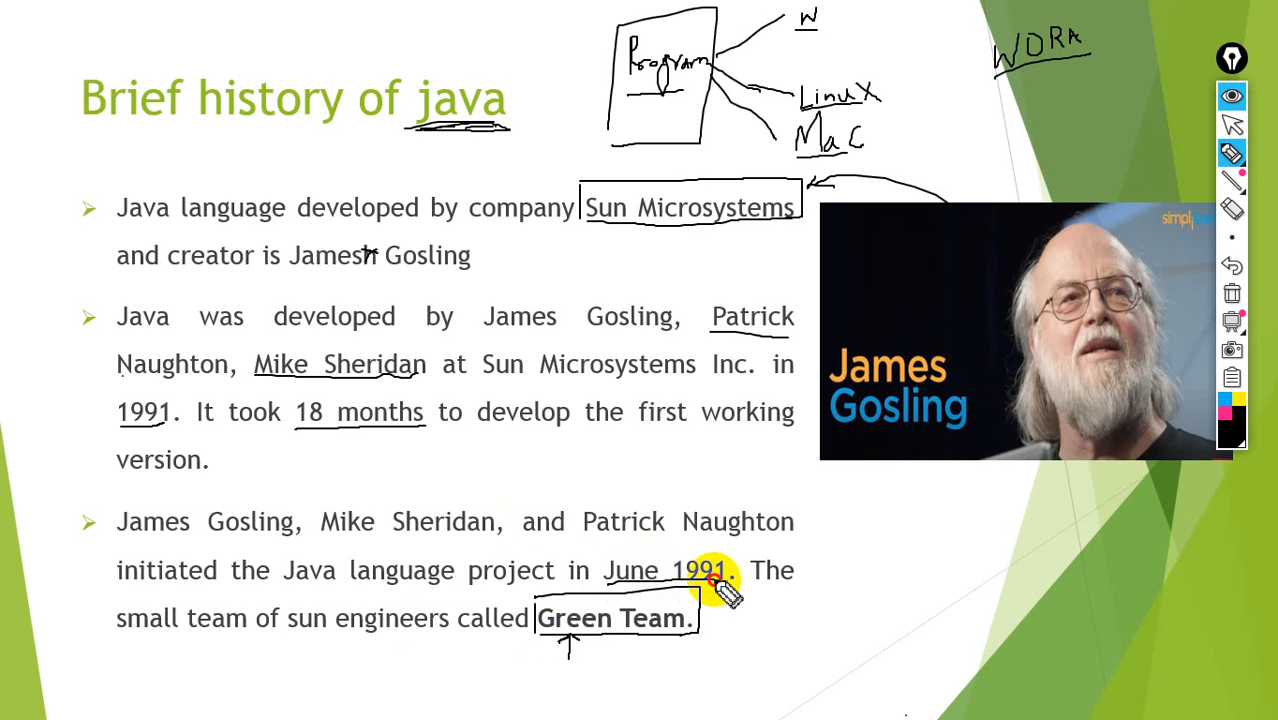 W
WORA
Program
Brief history of java
Linux
Mac
Java language developed by company Sun Microsystems
and creator is James Gosling
Java was developed by James Gosling, Patrick
Naughton, Mike Sheridan at Sun Microsystems Inc. in
1991. It took 18 months to develop the first working
version.
James Gosling, Mike Sheridan, and Patrick Naughton
initiated the Java language project in June 1991. The
small team of sun engineers called Green Team.
James
Gosling